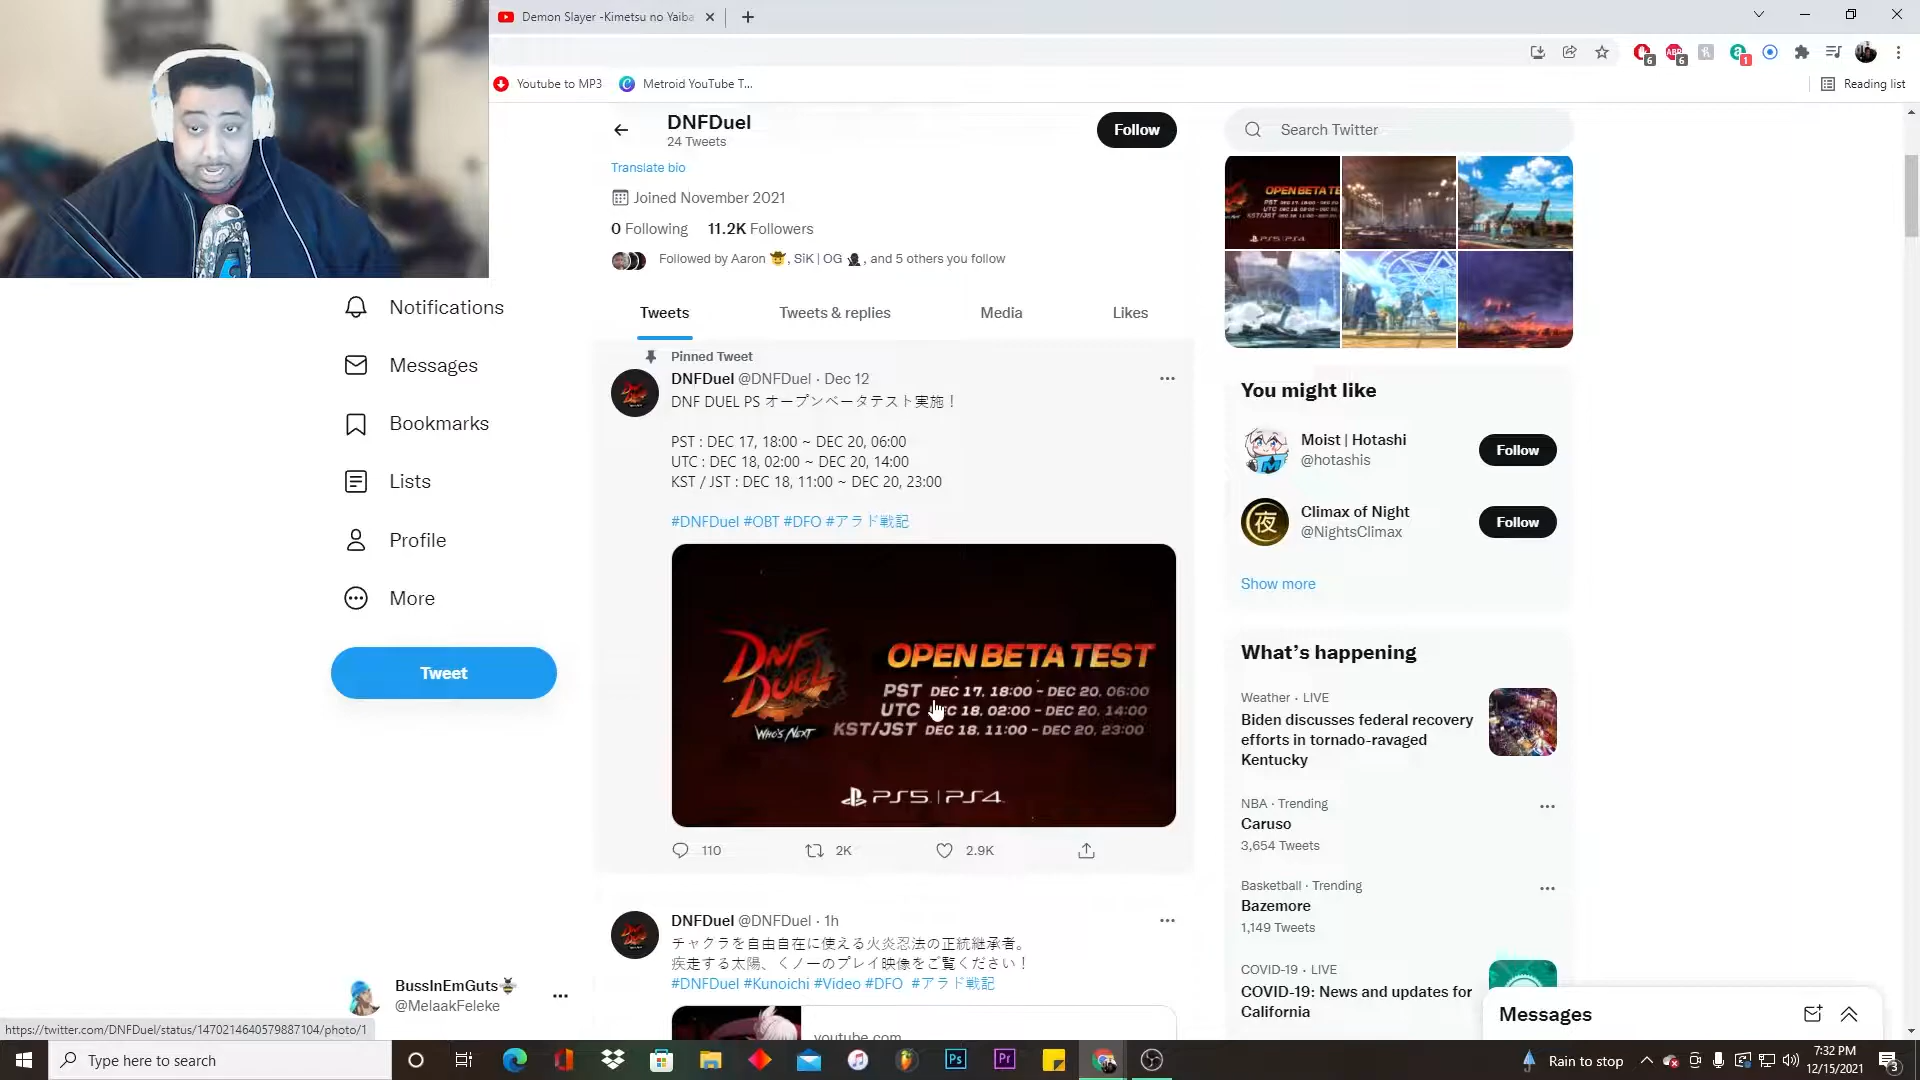 Demon Slayer -Kimetsu no Yaiba
6
6
1
Youtube to MP3
Metroid YouTube T...
Reading list
DNFDuel
24 Tweets
Follow
Search Twitter
Translate bio
Joined November 2021
0 Following 11.2K Followers
Followed by Aaron 🤠, SiK | OG, and 5 others you follow
Tweets
Tweets & replies
Media
Likes
Notifications
Messages
Bookmarks
Lists
Profile
More
Tweet
BussInEmGuts🐝
@MelaakFeleke
Pinned Tweet
DNFDuel @DNFDuel · Dec 12
DNF DUEL PS オープンベータテスト実施！
PST : DEC 17, 18:00 ~ DEC 20, 06:00
UTC : DEC 18, 02:00 ~ DEC 20, 14:00
KST / JST : DEC 18, 11:00 ~ DEC 20, 23:00
#DNFDuel #OBT #DFO #アラド戦記
DNF DUEL
WHO'S NEXT
OPEN BETA TEST
PST DEC 17, 18:00 - DEC 20, 06:00
UTC DEC 18, 02:00 - DEC 20, 14:00
KST/JST DEC 18, 11:00 - DEC 20, 23:00
PS5 | PS4
110
2K
2.9K
DNFDuel @DNFDuel · 1h
チャクラを自由自在に使える火炎忍法の正統継承者。
疾走する太陽、くノ一のプレイ映像をご覧ください！
#DNFDuel #Kunoichi #Video #DFO #アラド戦記
youtube.com
OPEN BETA TEST
You might like
Moist | Hotashi
@hotashis
Follow
Climax of Night
@NightsClimax
Follow
Show more
What's happening
Weather · LIVE
Biden discusses federal recovery
efforts in tornado-ravaged
Kentucky
NBA · Trending
Caruso
3,654 Tweets
Basketball · Trending
Bazemore
1,149 Tweets
COVID-19 · LIVE
COVID-19: News and updates for
California
Messages
https://twitter.com/DNFDuel/status/1470214640579887104/photo/1
Type here to search
Ps
Pr
Rain to stop
7:32 PM
12/15/2021
3